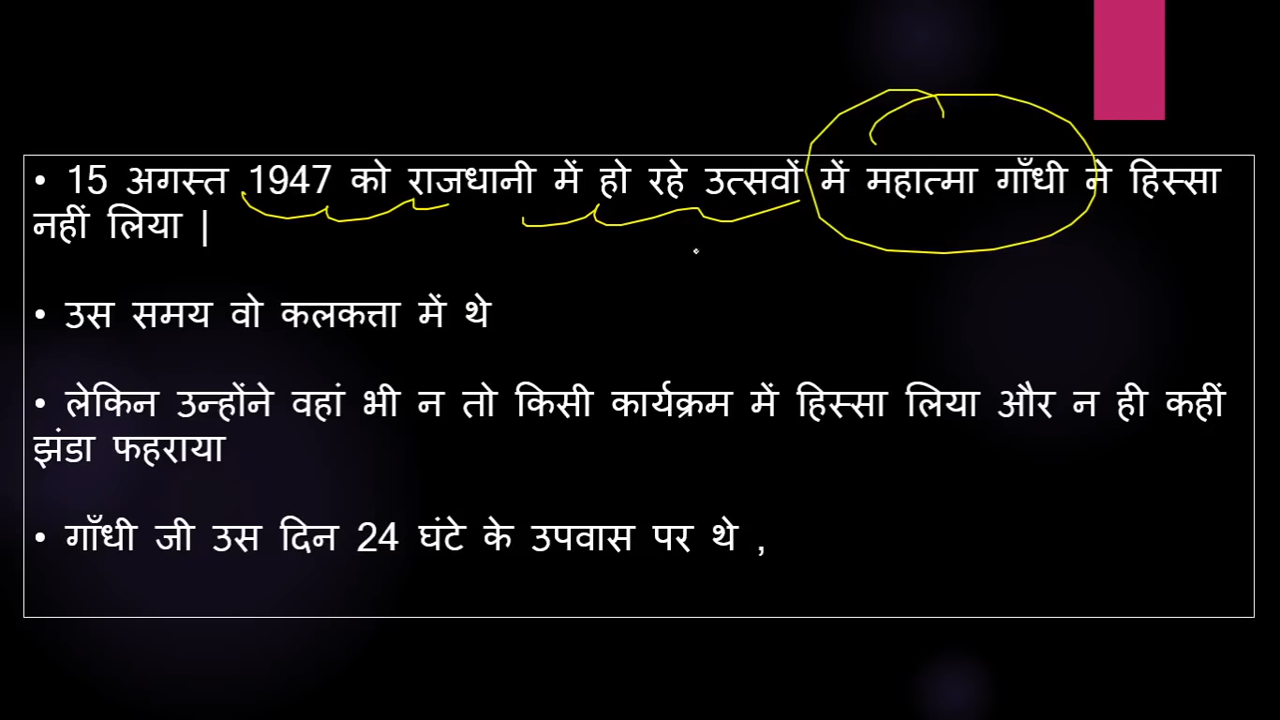 • 15 अगस्त 1947 को राजधानी में हो रहे उत्सवों में महात्मा गाँधी ने हिस्सा
नहीं लिया |
• उस समय वो कलकत्ता में थे
• लेकिन उन्होंने वहां भी न तो किसी कार्यक्रम में हिस्सा लिया और न ही कहीं
झंडा फहराया
• गाँधी जी उस दिन 24 घंटे के उपवास पर थे ,